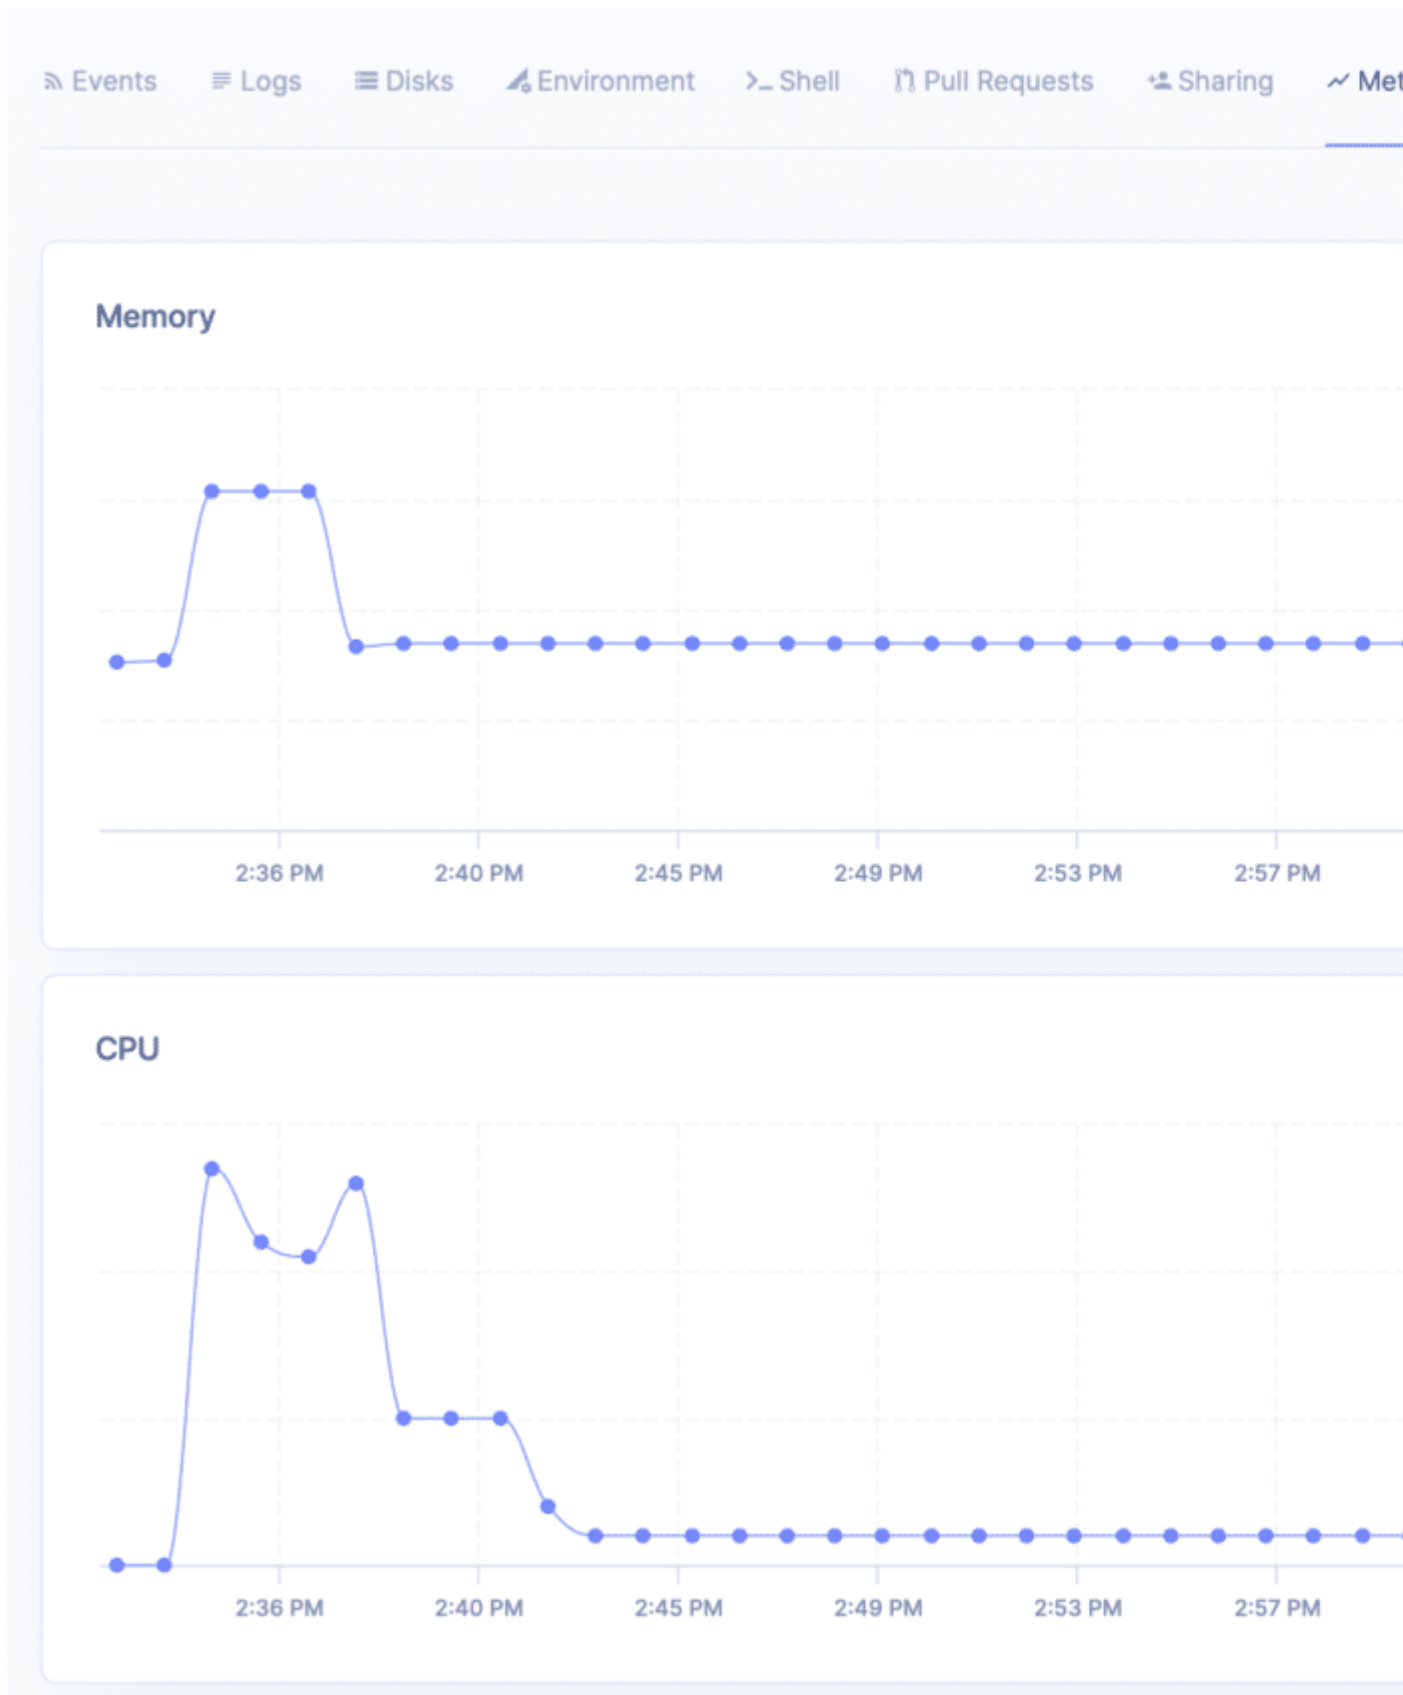 Events Logs Disks Environment Shell Pull Requests Sharing Met
Memory
2:36 PM 2:40 PM 2:45 PM 2:49 PM 2:53 PM 2:57 PM
CPU
2:36 PM 2:40 PM 2:45 PM 2:49 PM 2:53 PM 2:57 PM